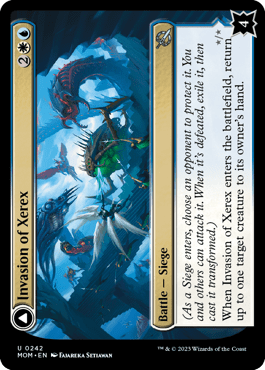 Invasion of Xerex
2
Battle — Siege
(As a Siege enters, choose an opponent to protect it. You
and others can attack it. When it's defeated, exile it, then
cast it transformed.)
When Invasion of Xerex enters the battlefield, return
up to one target creature to its owner's hand.
*/*
4
U 0242
MOM • EN FAJAREKA SETIAWAN
™ & © 2023 Wizards of the Coast